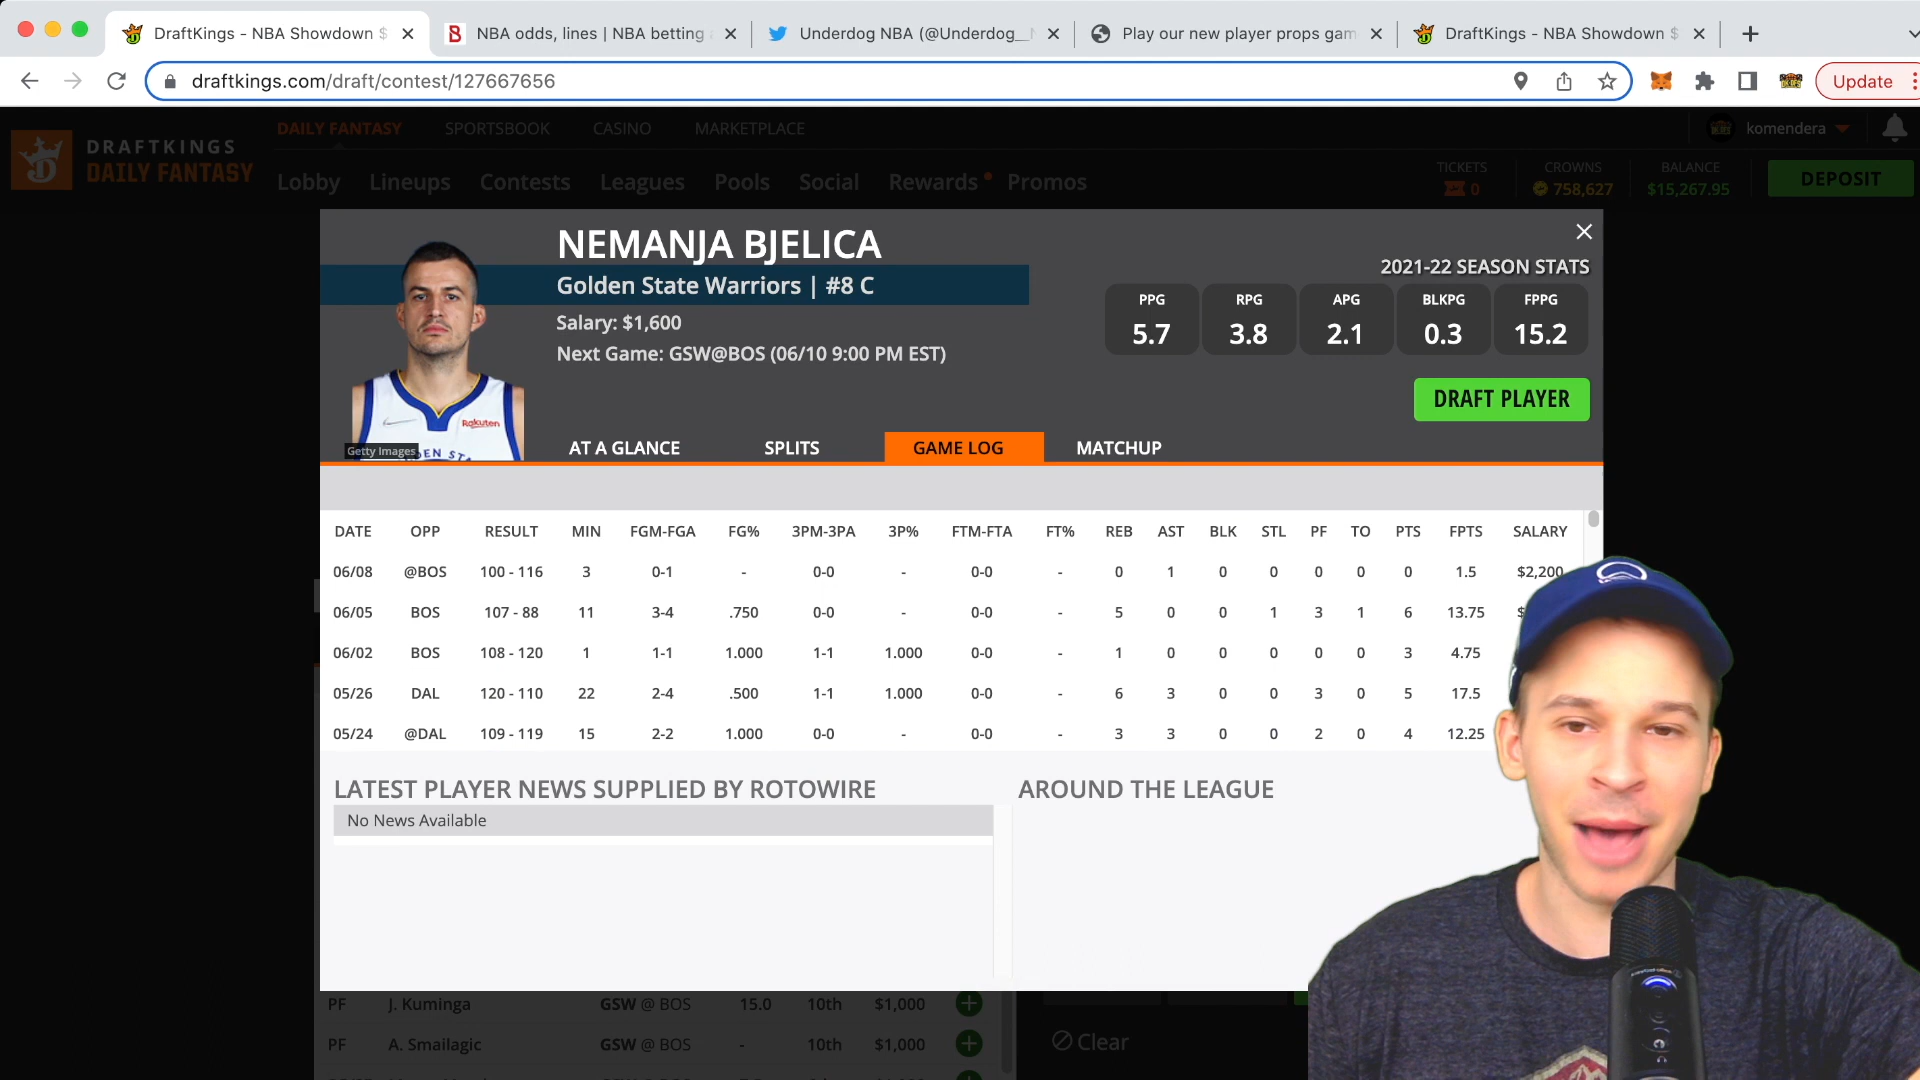 DraftKings - NBA Showdown $
NBA odds, lines | NBA betting
Underdog NBA (@Underdog__
Play our new player props gam
DraftKings - NBA Showdown $
draftkings.com/draft/contest/127667656
Update
DRAFTKINGS
DAILY FANTASY
DAILY FANTASY SPORTSBOOK CASINO MARKETPLACE
komendera
Lobby Lineups Contests Leagues Pools Social Rewards Promos
TICKETS
0
CROWNS
758,627
BALANCE
$15,267.95
DEPOSIT
NEMANJA BJELICA
Golden State Warriors | #8 C
Salary: $1,600
Next Game: GSW@BOS (06/10 9:00 PM EST)
2021-22 SEASON STATS
PPG RPG APG BLKPG FPPG
5.7 3.8 2.1 0.3 15.2
DRAFT PLAYER
Rakuten
Getty Images
AT A GLANCE SPLITS GAME LOG MATCHUP
DATE OPP RESULT MIN FGM-FGA FG% 3PM-3PA 3P% FTM-FTA FT% REB AST BLK STL PF TO PTS FPTS SALARY
06/08 @BOS 100 - 116 3 0-1 - 0-0 - 0-0 - 0 1 0 0 0 0 0 1.5 $2,200
06/05 BOS 107 - 88 11 3-4 .750 0-0 - 0-0 - 5 0 0 1 3 1 6 13.75 $
06/02 BOS 108 - 120 1 1-1 1.000 1-1 1.000 0-0 - 1 0 0 0 0 0 3 4.75
05/26 DAL 120 - 110 22 2-4 .500 1-1 1.000 0-0 - 6 3 0 0 3 0 5 17.5
05/24 @DAL 109 - 119 15 2-2 1.000 0-0 - 0-0 - 3 3 0 0 2 0 4 12.25
LATEST PLAYER NEWS SUPPLIED BY ROTOWIRE
No News Available
AROUND THE LEAGUE
PF J. Kuminga GSW @ BOS 15.0 10th $1,000
PF A. Smailagic GSW @ BOS - 10th $1,000
Clear